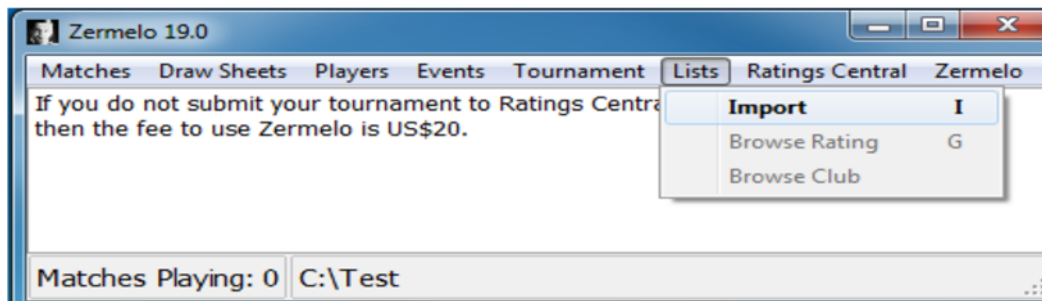 Zermelo 19.0
Matches Draw Sheets Players Events Tournament Lists Ratings Central Zermelo
If you do not submit your tournament to Ratings Centra
then the fee to use Zermelo is US$20.
Import I
Browse Rating G
Browse Club
Matches Playing: 0 C:\Test